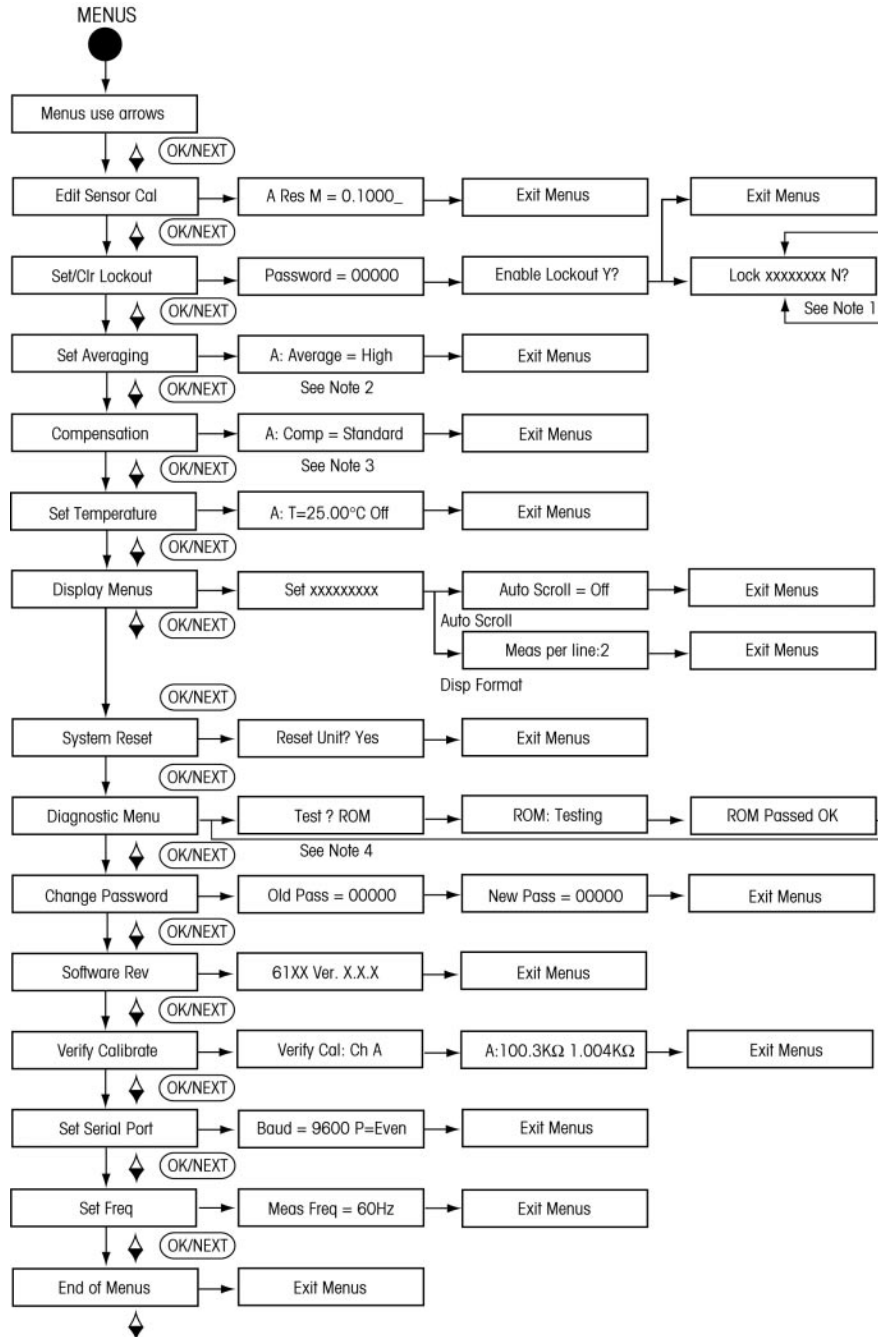 MENUS
Menus use arrows
OK/NEXT
Edit Sensor Cal
A Res M = 0.1000_
Exit Menus
Exit Menus
OK/NEXT
Set/Clr Lockout
Password = 00000
Enable Lockout Y?
Lock xxxxxxxx N?
See Note 1
OK/NEXT
Set Averaging
A: Average = High
Exit Menus
OK/NEXT
See Note 2
Compensation
A: Comp = Standard
Exit Menus
OK/NEXT
See Note 3
Set Temperature
A: T=25.00°C Off
Exit Menus
OK/NEXT
Display Menus
Set xxxxxxxxx
Auto Scroll = Off
Exit Menus
OK/NEXT
Auto Scroll
Meas per line:2
Exit Menus
Disp Format
OK/NEXT
System Reset
Reset Unit? Yes
Exit Menus
OK/NEXT
Diagnostic Menu
Test ? ROM
ROM: Testing
ROM Passed OK
OK/NEXT
See Note 4
Change Password
Old Pass = 00000
New Pass = 00000
Exit Menus
OK/NEXT
Software Rev
61XX Ver. X.X.X
Exit Menus
OK/NEXT
Verify Calibrate
Verify Cal: Ch A
A:100.3KΩ 1.004KΩ
Exit Menus
OK/NEXT
Set Serial Port
Baud = 9600 P=Even
Exit Menus
OK/NEXT
Set Freq
Meas Freq = 60Hz
Exit Menus
OK/NEXT
End of Menus
Exit Menus